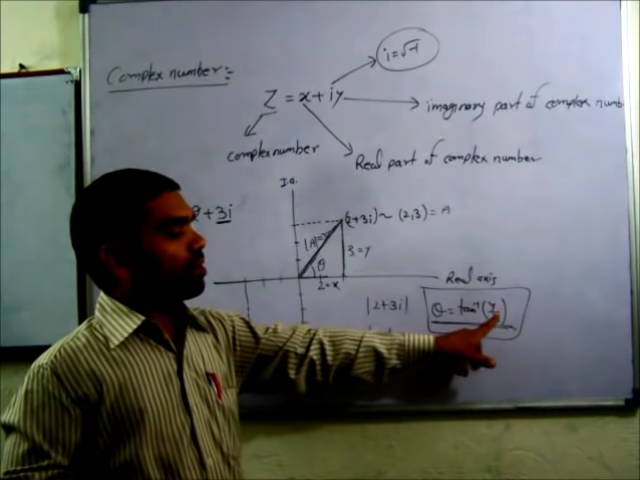 Complex number:=
i = √-1
Z = x + iy
imaginary part of complex numb
complex number
Real part of complex number
I.a.
2 + 3i
(2+3i) ~ (2,3) = A
|A|=r
θ
3 = y
2 = x
Real axis
|2+3i|
θ = tan⁻¹(